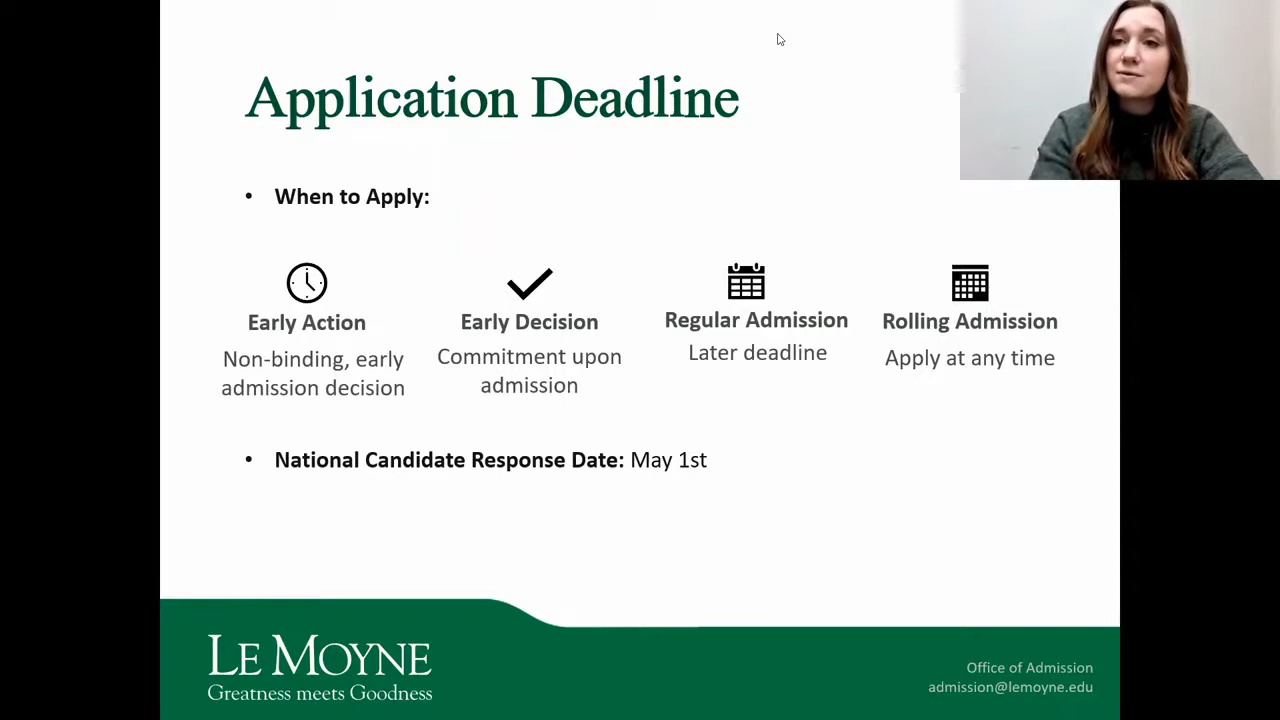 Application Deadline
• When to Apply:
Early Action
Non-binding, early
admission decision
Early Decision
Commitment upon
admission
Regular Admission
Later deadline
Rolling Admission
Apply at any time
• National Candidate Response Date: May 1st
LE MOYNE
Greatness meets Goodness
Office of Admission
admission@lemoyne.edu